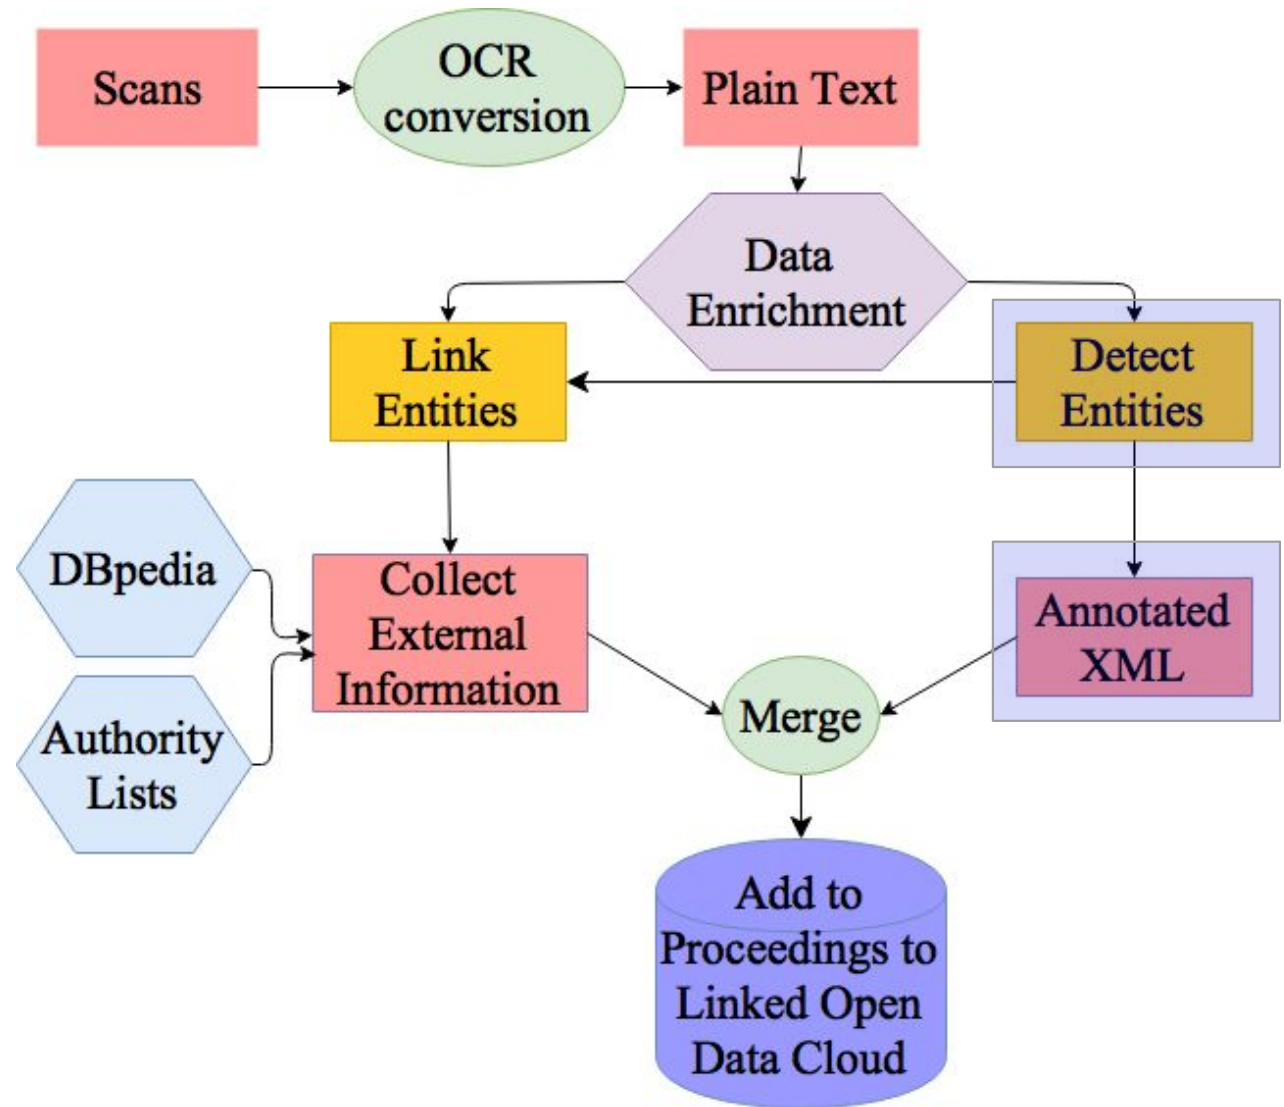 Scans
OCR
conversion
Plain Text
Data
Enrichment
Link
Entities
Detect
Entities
DBpedia
Collect
External
Information
Annotated
XML
Authority
Lists
Merge
Add to
Proceedings to
Linked Open
Data Cloud